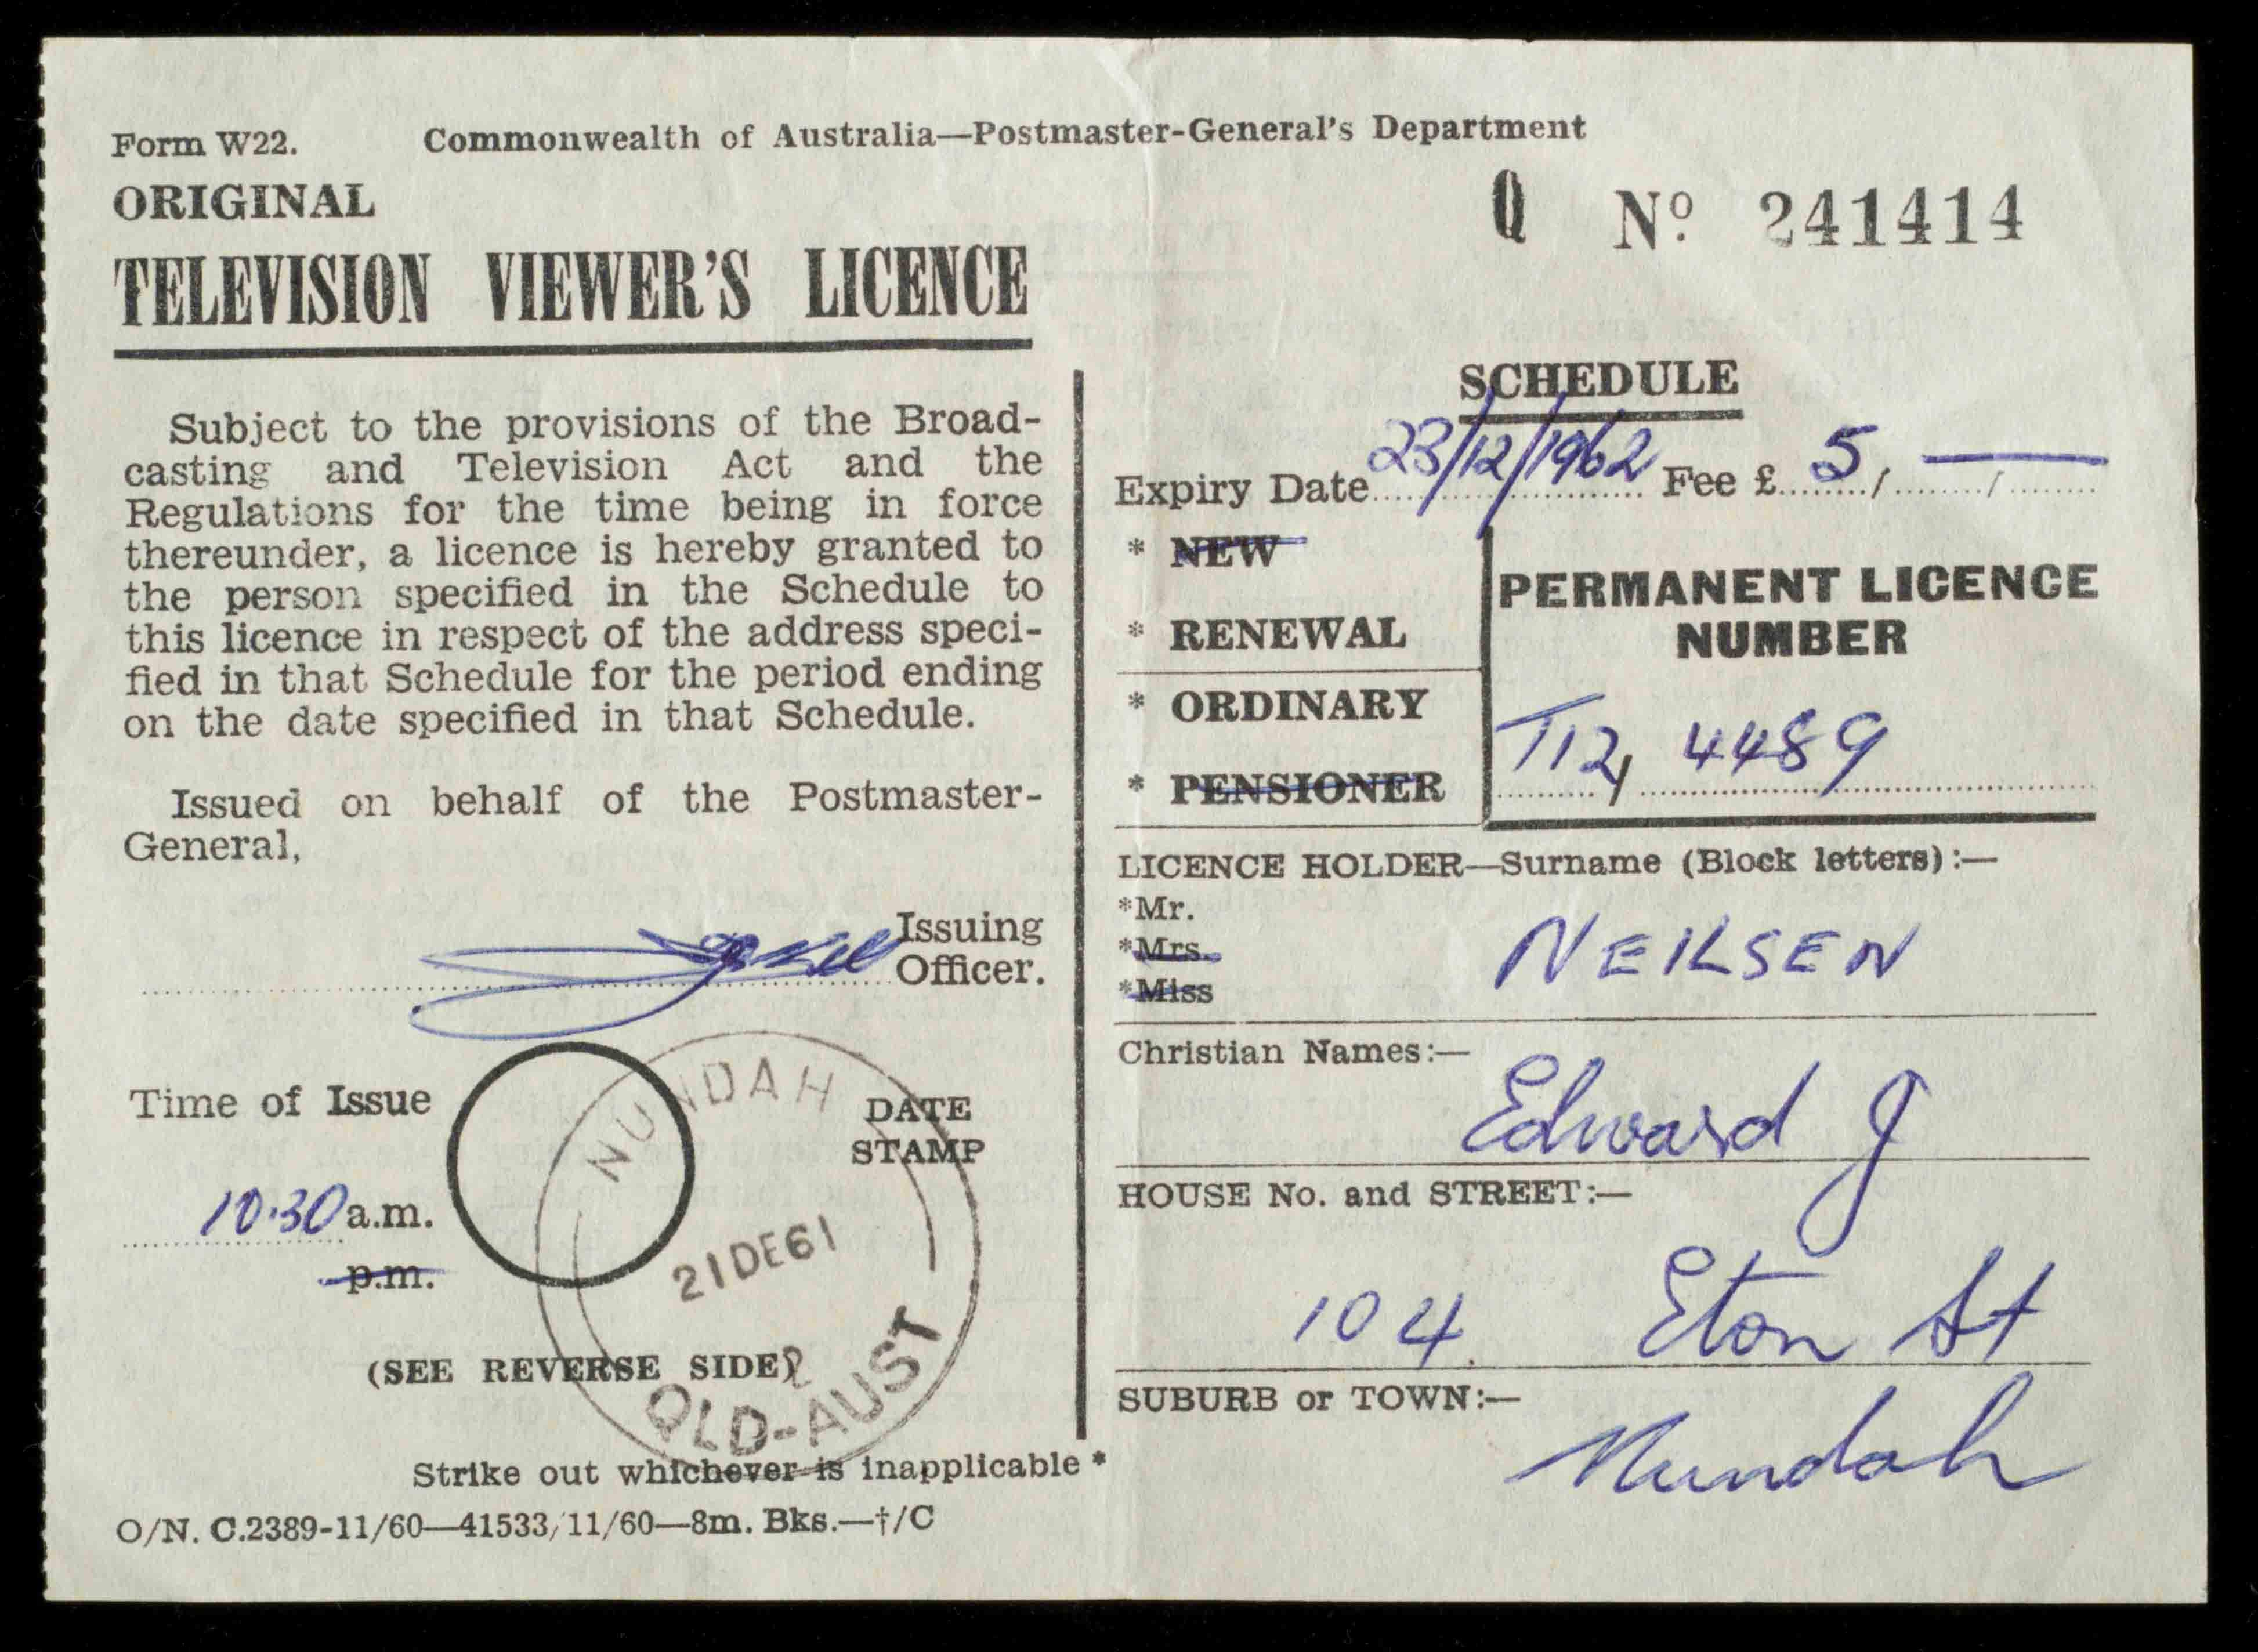 Form W22. Commonwealth of Australia—Postmaster-General's Department
ORIGINAL
Q Nº 241414
TELEVISION VIEWER'S LICENCE
Subject to the provisions of the Broad-
casting and Television Act and the
Regulations for the time being in force
thereunder, a licence is hereby granted to
the person specified in the Schedule to
this licence in respect of the address speci-
fied in that Schedule for the period ending
on the date specified in that Schedule.
Issued on behalf of the Postmaster-
General,
Issuing
Officer.
Time of Issue
10.30 a.m.
p.m.
DATE
STAMP
NUNDAH
21 DE 61
QLD-AUST
(SEE REVERSE SIDE)
Strike out whichever is inapplicable *
O/N. C.2389-11/60—41533/11/60—8m. Bks.—†/C
SCHEDULE
Expiry Date 23/12/1962 Fee £ 5 / — /
* NEW
* RENEWAL
* ORDINARY
* PENSIONER
PERMANENT LICENCE
NUMBER
T12, 4489
LICENCE HOLDER—Surname (Block letters):—
*Mr.
*Mrs.
*Miss
NEILSEN
Christian Names:—
Edward J
HOUSE No. and STREET:—
104. Eton St
SUBURB or TOWN:—
Nundah